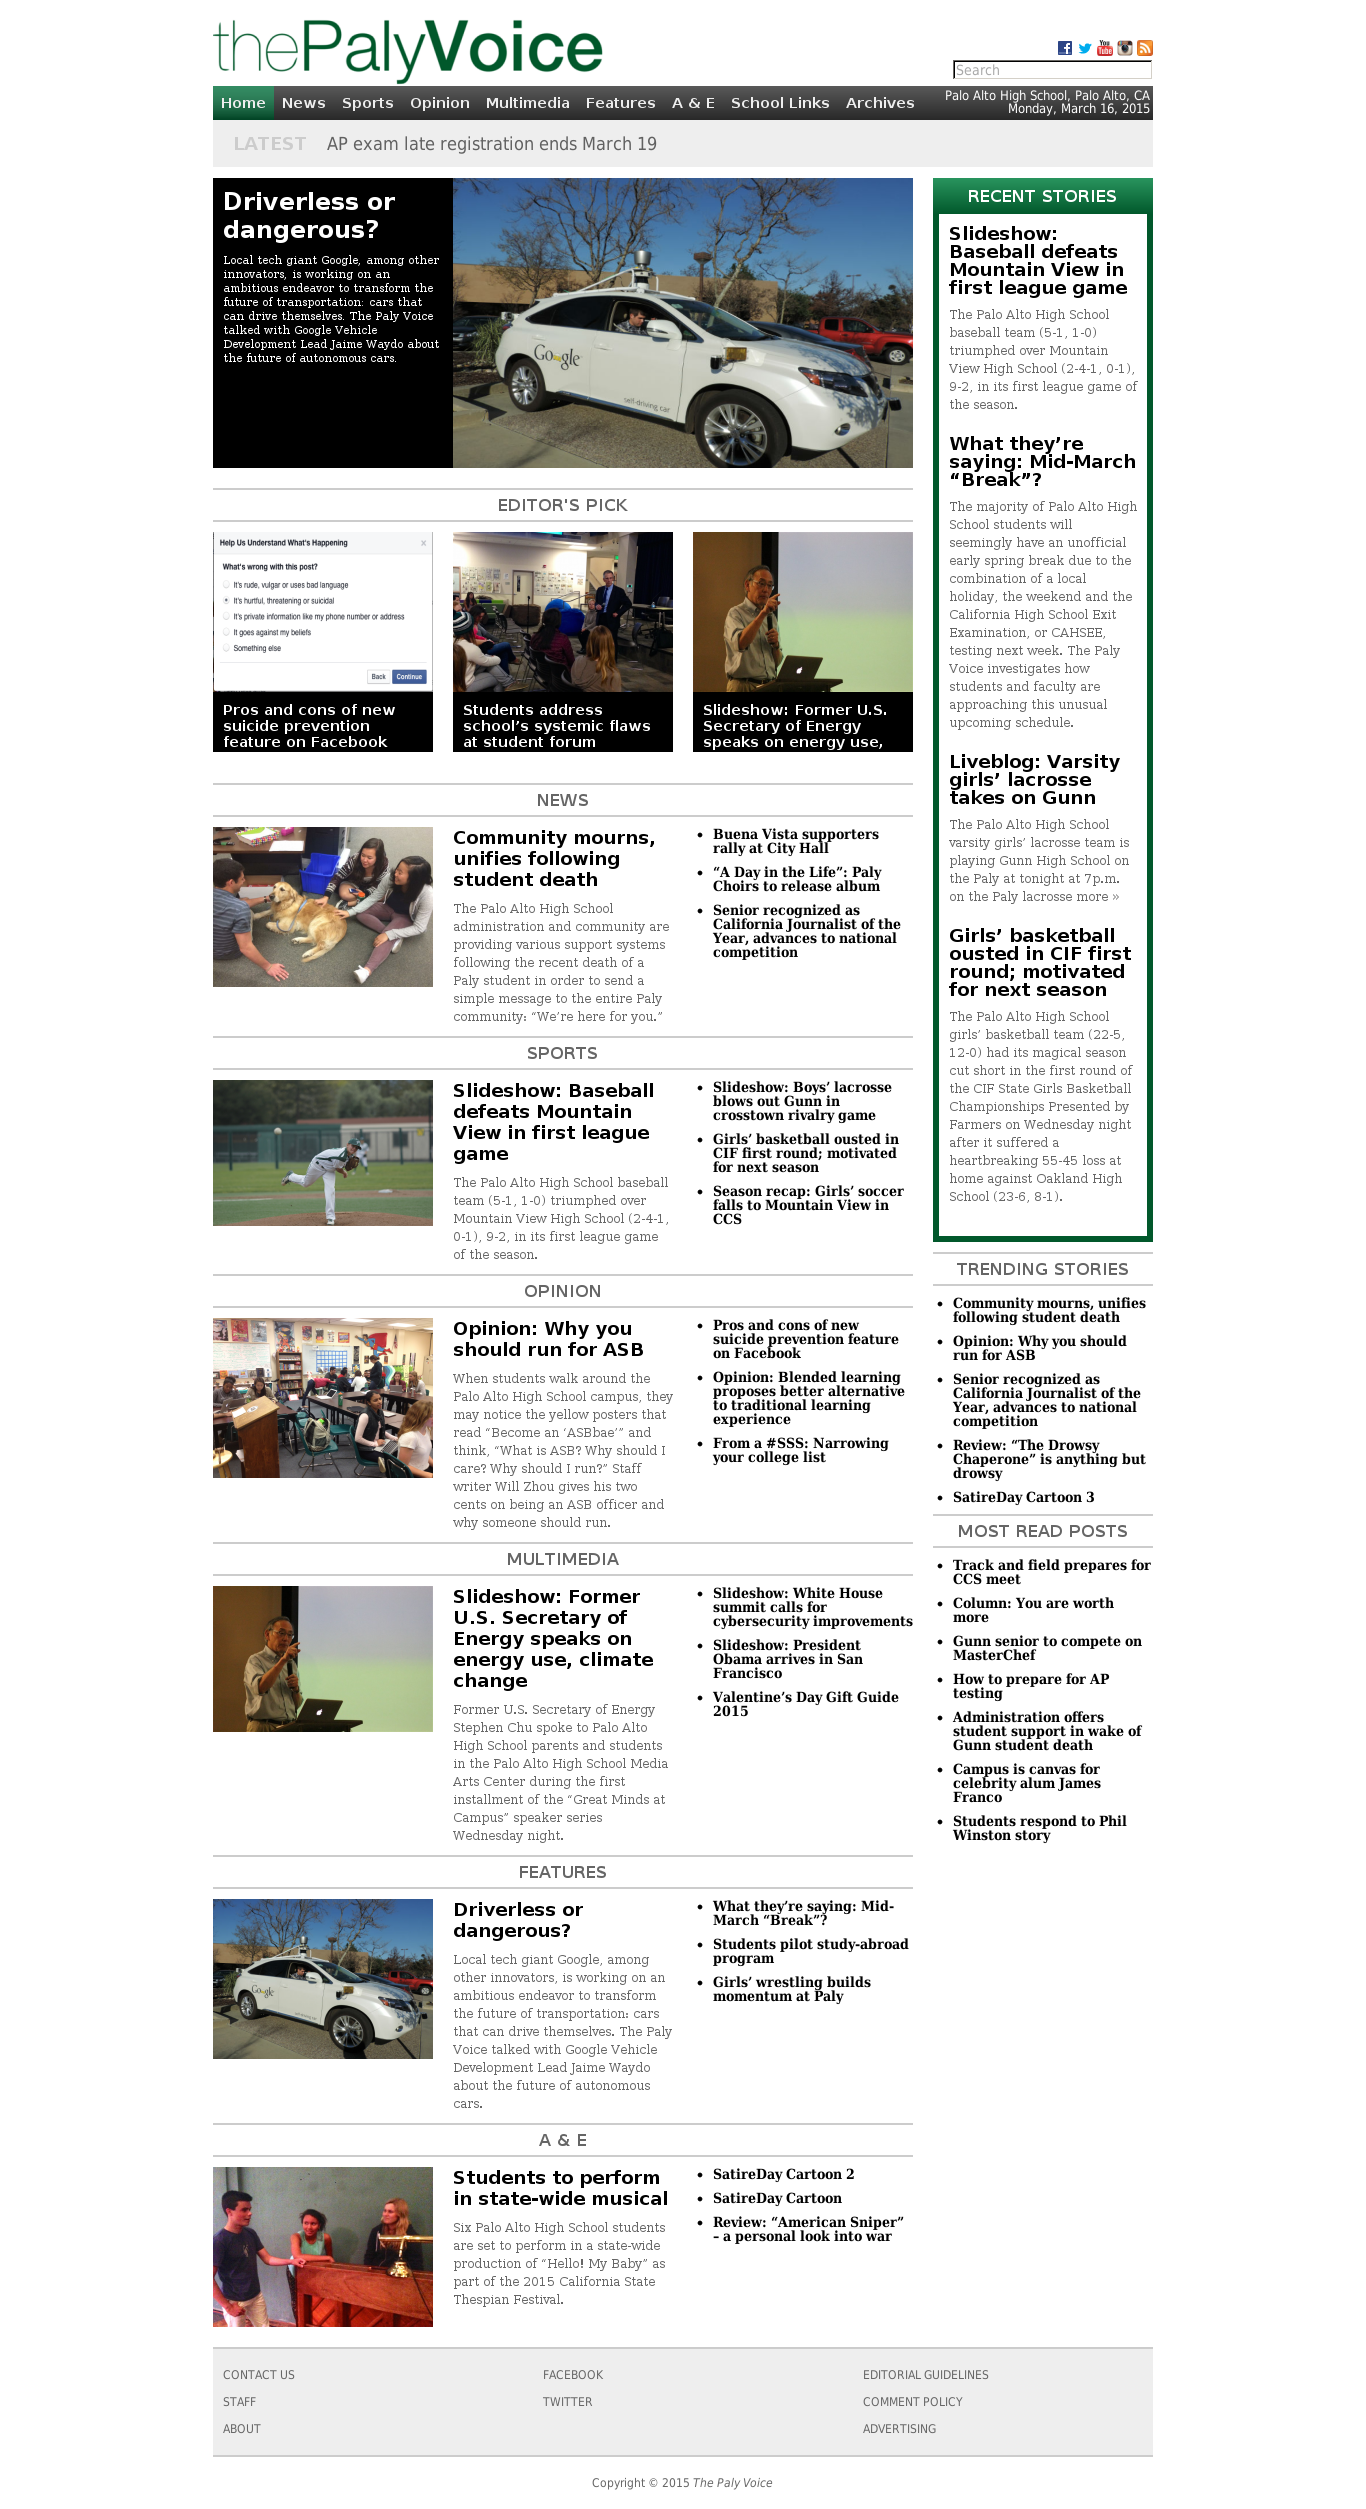 thePalyVoice
Search
Home News Sports Opinion Multimedia Features A & E School Links Archives
Palo Alto High School, Palo Alto, CA
Monday, March 16, 2015
LATEST AP exam late registration ends March 19
Driverless or
dangerous?
Local tech giant Google, among other
innovators, is working on an
ambitious endeavor to transform the
future of transportation: cars that
can drive themselves. The Paly Voice
talked with Google Vehicle
Development Lead Jaime Waydo about
the future of autonomous cars.
Google
self-driving car
EDITOR'S PICK
Help Us Understand What's Happening
What's wrong with this post?
It's rude, vulgar or uses bad language
It's hurtful, threatening or suicidal
It's private information like my phone number or address
It goes against my beliefs
Something else
Back Continue
Pros and cons of new
suicide prevention
feature on Facebook
Students address
school’s systemic flaws
at student forum
Slideshow: Former U.S.
Secretary of Energy
speaks on energy use,
NEWS
Community mourns,
unifies following
student death
The Palo Alto High School
administration and community are
providing various support systems
following the recent death of a
Paly student in order to send a
simple message to the entire Paly
community: “We’re here for you.”
Buena Vista supporters
rally at City Hall
“A Day in the Life”: Paly
Choirs to release album
Senior recognized as
California Journalist of the
Year, advances to national
competition
SPORTS
Slideshow: Baseball
defeats Mountain
View in first league
game
The Palo Alto High School baseball
team (5-1, 1-0) triumphed over
Mountain View High School (2-4-1,
0-1), 9-2, in its first league game
of the season.
Slideshow: Boys’ lacrosse
blows out Gunn in
crosstown rivalry game
Girls’ basketball ousted in
CIF first round; motivated
for next season
Season recap: Girls’ soccer
falls to Mountain View in
CCS
OPINION
Opinion: Why you
should run for ASB
When students walk around the
Palo Alto High School campus, they
may notice the yellow posters that
read “Become an ‘ASBbae’” and
think, “What is ASB? Why should I
care? Why should I run?” Staff
writer Will Zhou gives his two
cents on being an ASB officer and
why someone should run.
Pros and cons of new
suicide prevention feature
on Facebook
Opinion: Blended learning
proposes better alternative
to traditional learning
experience
From a #SSS: Narrowing
your college list
MULTIMEDIA
Slideshow: Former
U.S. Secretary of
Energy speaks on
energy use, climate
change
Former U.S. Secretary of Energy
Stephen Chu spoke to Palo Alto
High School parents and students
in the Palo Alto High School Media
Arts Center during the first
installment of the “Great Minds at
Campus” speaker series
Wednesday night.
Slideshow: White House
summit calls for
cybersecurity improvements
Slideshow: President
Obama arrives in San
Francisco
Valentine’s Day Gift Guide
2015
FEATURES
Google
Driverless or
dangerous?
Local tech giant Google, among
other innovators, is working on an
ambitious endeavor to transform
the future of transportation: cars
that can drive themselves. The Paly
Voice talked with Google Vehicle
Development Lead Jaime Waydo
about the future of autonomous
cars.
What they’re saying: Mid-
March “Break”?
Students pilot study-abroad
program
Girls’ wrestling builds
momentum at Paly
A & E
Students to perform
in state-wide musical
Six Palo Alto High School students
are set to perform in a state-wide
production of “Hello! My Baby” as
part of the 2015 California State
Thespian Festival.
SatireDay Cartoon 2
SatireDay Cartoon
Review: “American Sniper”
– a personal look into war
RECENT STORIES
Slideshow:
Baseball defeats
Mountain View in
first league game
The Palo Alto High School
baseball team (5-1, 1-0)
triumphed over Mountain
View High School (2-4-1, 0-1),
9-2, in its first league game of
the season.
What they’re
saying: Mid-March
“Break”?
The majority of Palo Alto High
School students will
seemingly have an unofficial
early spring break due to the
combination of a local
holiday, the weekend and the
California High School Exit
Examination, or CAHSEE,
testing next week. The Paly
Voice investigates how
students and faculty are
approaching this unusual
upcoming schedule.
Liveblog: Varsity
girls’ lacrosse
takes on Gunn
The Palo Alto High School
varsity girls’ lacrosse team is
playing Gunn High School on
the Paly at tonight at 7p.m.
on the Paly lacrosse more »
Girls’ basketball
ousted in CIF first
round; motivated
for next season
The Palo Alto High School
girls’ basketball team (22-5,
12-0) had its magical season
cut short in the first round of
the CIF State Girls Basketball
Championships Presented by
Farmers on Wednesday night
after it suffered a
heartbreaking 55-45 loss at
home against Oakland High
School (23-6, 8-1).
TRENDING STORIES
Community mourns, unifies
following student death
Opinion: Why you should
run for ASB
Senior recognized as
California Journalist of the
Year, advances to national
competition
Review: “The Drowsy
Chaperone” is anything but
drowsy
SatireDay Cartoon 3
MOST READ POSTS
Track and field prepares for
CCS meet
Column: You are worth
more
Gunn senior to compete on
MasterChef
How to prepare for AP
testing
Administration offers
student support in wake of
Gunn student death
Campus is canvas for
celebrity alum James
Franco
Students respond to Phil
Winston story
CONTACT US
STAFF
ABOUT
FACEBOOK
TWITTER
EDITORIAL GUIDELINES
COMMENT POLICY
ADVERTISING
Copyright © 2015 The Paly Voice